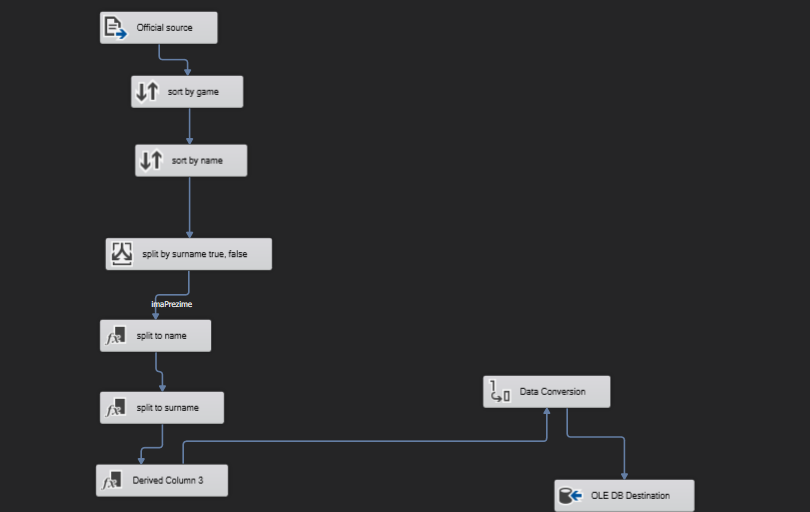 Official source
sort by game
sort by name
split by surname true, false
imaPrezime
split to name
split to surname
Data Conversion
Derived Column 3
OLE DB Destination